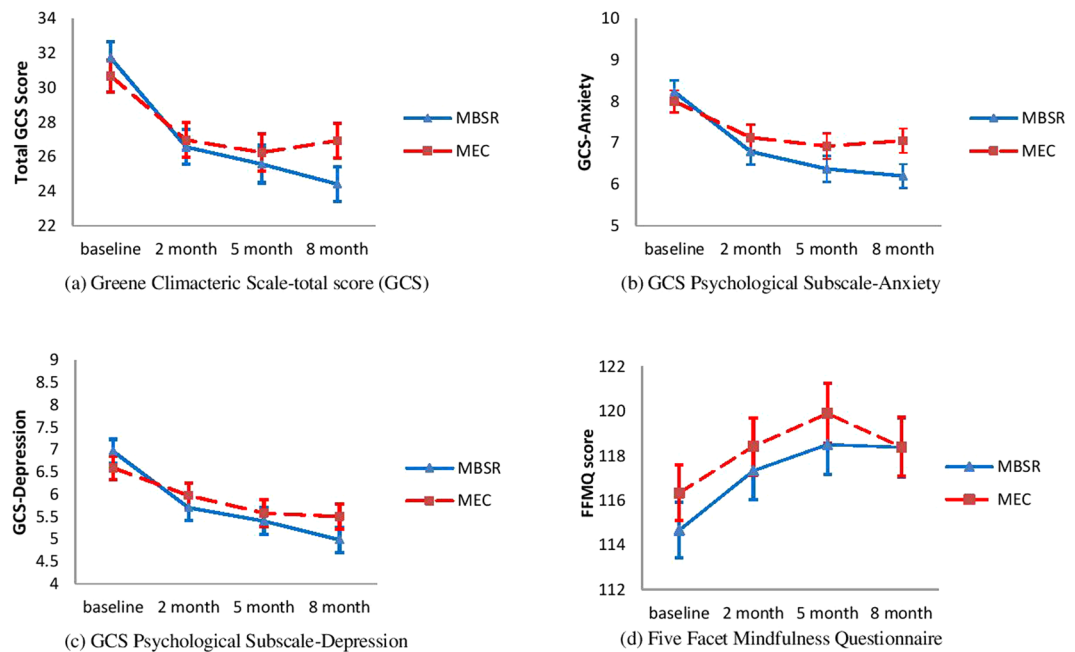 34
32
30
28
26
24
22
Total GCS Score
baseline 2 month 5 month 8 month
MBSR
MEC
(a) Greene Climacteric Scale-total score (GCS)
10
9
8
7
6
5
GCS-Anxiety
baseline 2 month 5 month 8 month
MBSR
MEC
(b) GCS Psychological Subscale-Anxiety
9
8.5
8
7.5
7
6.5
6
5.5
5
4.5
4
GCS-Depression
baseline 2 month 5 month 8 month
MBSR
MEC
(c) GCS Psychological Subscale-Depression
122
120
118
116
114
112
FFMQ score
baseline 2 month 5 month 8 month
MBSR
MEC
(d) Five Facet Mindfulness Questionnaire